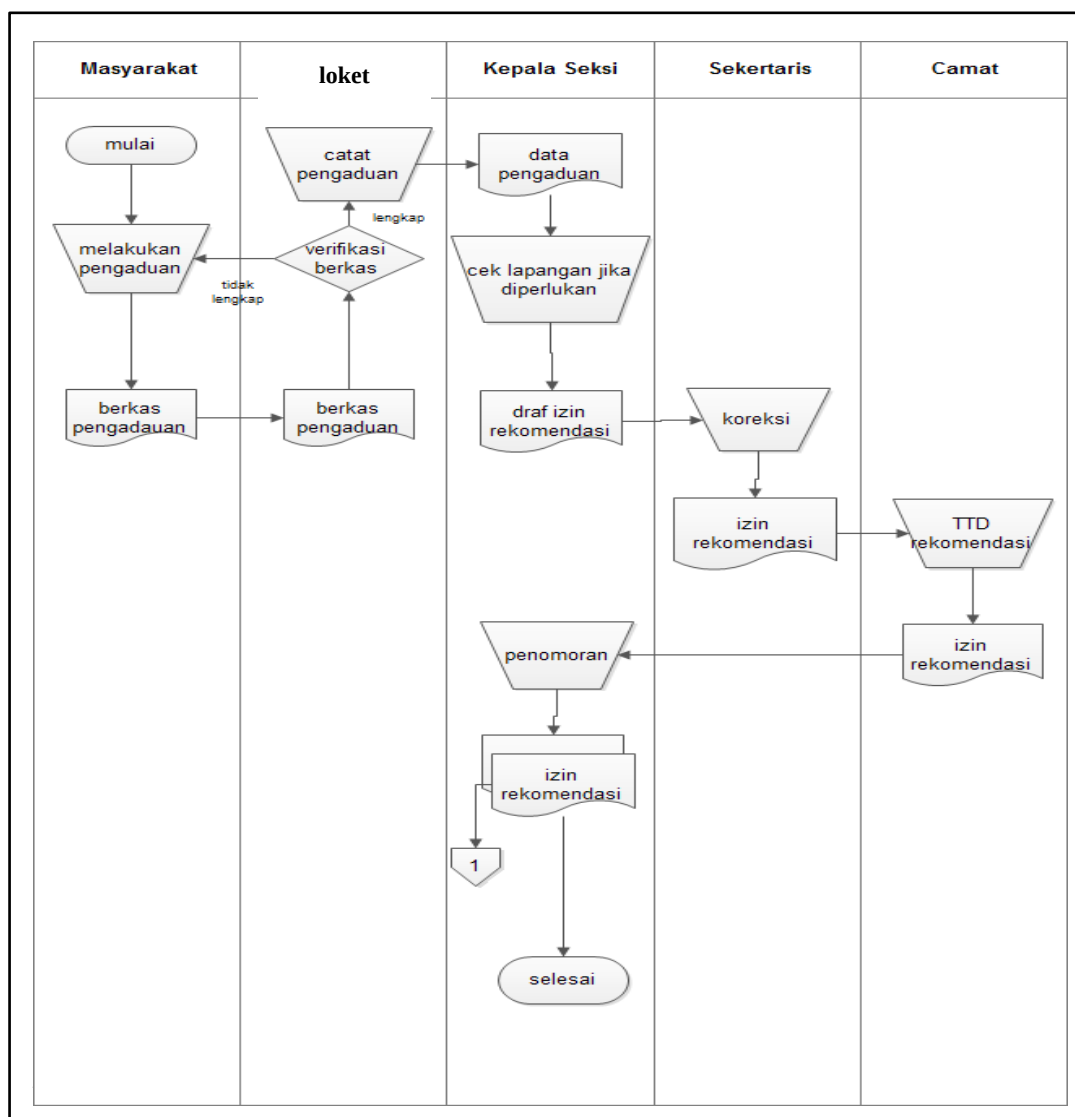 Masyarakat
loket
Kepala Seksi
Sekertaris
Camat
mulai
melakukan
pengaduan
berkas
pengadauan
catat
pengaduan
lengkap
verifikasi
berkas
tidak
lengkap
berkas
pengaduan
data
pengaduan
cek lapangan jika
diperlukan
draf izin
rekomendasi
koreksi
izin
rekomendasi
TTD
rekomendasi
izin
rekomendasi
penomoran
izin
rekomendasi
1
selesai